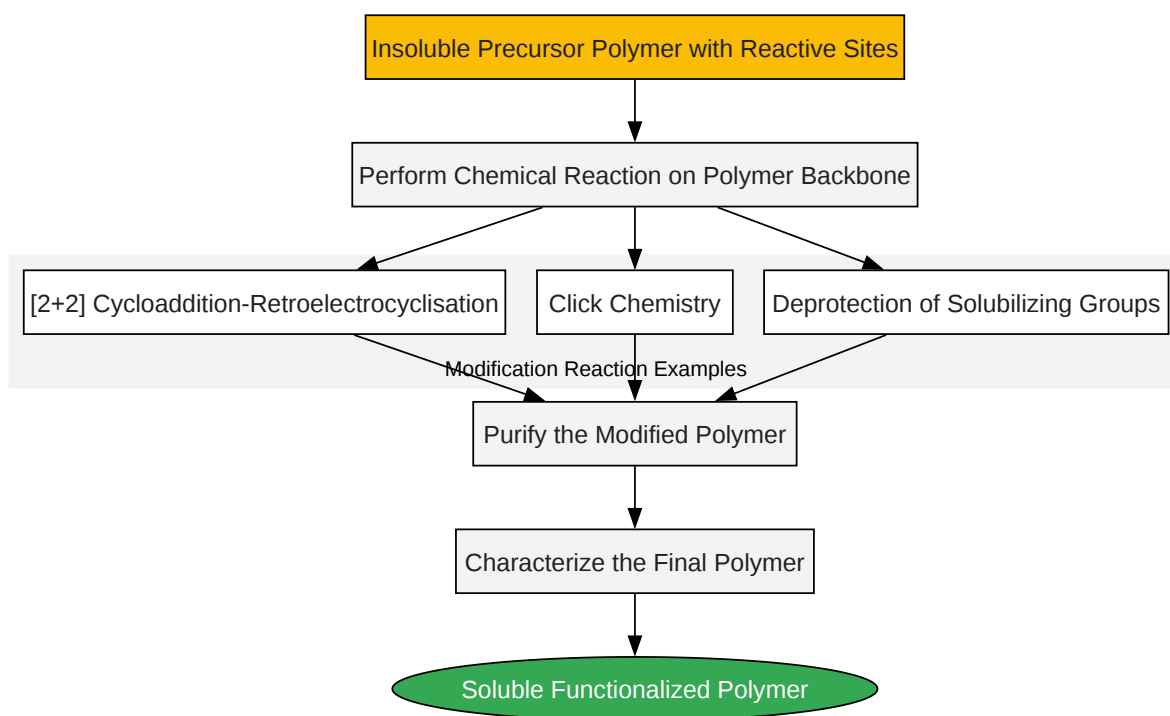 Insoluble Precursor Polymer with Reactive Sites
Perform Chemical Reaction on Polymer Backbone
[2+2] Cycloaddition-Retroelectrocyclisation
Click Chemistry
Deprotection of Solubilizing Groups
Modification Reaction Examples
Purify the Modified Polymer
Characterize the Final Polymer
Soluble Functionalized Polymer